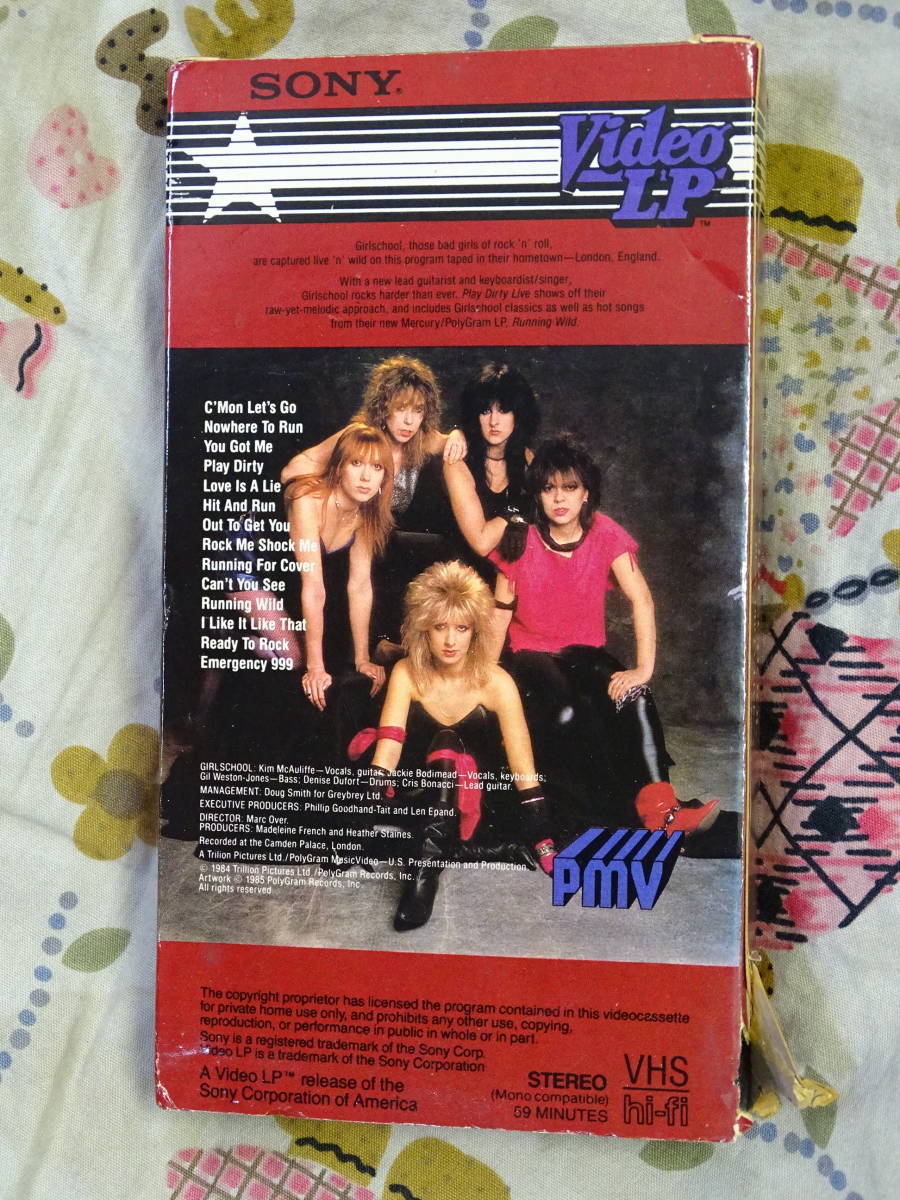 SONY®
Video LP™
Girlschool, those bad girls of rock 'n' roll,
are captured live 'n' wild on this program taped in their hometown—London, England.
With a new lead guitarist and keyboardist/singer,
Girlschool rocks harder than ever. Play Dirty Live shows off their
raw-yet-melodic approach, and includes Girlschool classics as well as hot songs
from their new Mercury/PolyGram LP, Running Wild.
C'Mon Let's Go
Nowhere To Run
You Got Me
Play Dirty
Love Is A Lie
Hit And Run
Out To Get You
Rock Me Shock Me
Running For Cover
Can't You See
Running Wild
I Like It Like That
Ready To Rock
Emergency 999
GIRLSCHOOL: Kim McAuliffe—Vocals, guitar; Jackie Bodimead—Vocals, keyboards;
Gil Weston-Jones—Bass; Denise Dufort—Drums; Cris Bonacci—Lead guitar.
MANAGEMENT: Doug Smith for Greybrey Ltd.
EXECUTIVE PRODUCERS: Phillip Goodhand-Tait and Len Epand.
DIRECTOR: Marc Over.
PRODUCERS: Madeleine French and Heather Staines.
Recorded at the Camden Palace, London.
A Trilion Pictures Ltd./PolyGram MusicVideo—U.S. Presentation and Production.
© 1984 Trillion Pictures Ltd./PolyGram Records, Inc.
Artwork © 1985 PolyGram Records, Inc.
All rights reserved
PMV
The copyright proprietor has licensed the program contained in this videocassette
for private home use only, and prohibits any other use, copying,
reproduction, or performance in public in whole or in part.
Sony is a registered trademark of the Sony Corp.
Video LP is a trademark of the Sony Corporation
A Video LP™ release of the
Sony Corporation of America
STEREO
(Mono compatible)
59 MINUTES
VHS
hi-fi